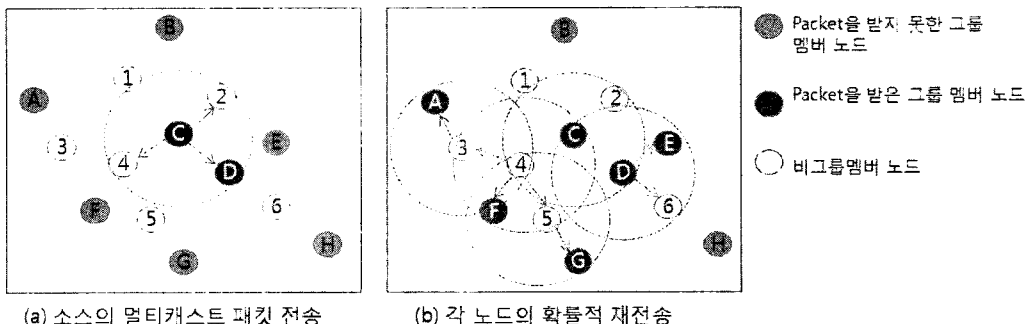 B
1
2
A
C
3
4
E
D
F
5
6
G
H
(a) 소스의 멀티캐스트 패킷 전송
B
1
2
A
C
3
4
E
D
F
5
6
G
H
(b) 각 노드의 확률적 재전송
Packet을 받지 못한 그룹
멤버 노드
Packet을 받은 그룹 멤버 노드
비그룹멤버 노드